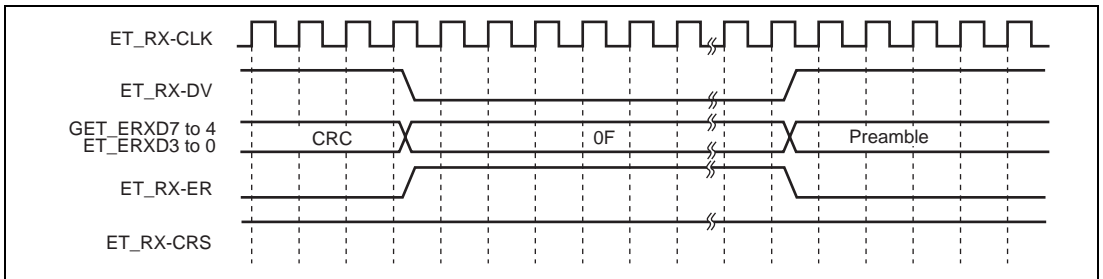 ET_RX-CLK
ET_RX-DV
GET_ERXD7 to 4
ET_ERXD3 to 0
CRC
0F
Preamble
ET_RX-ER
ET_RX-CRS